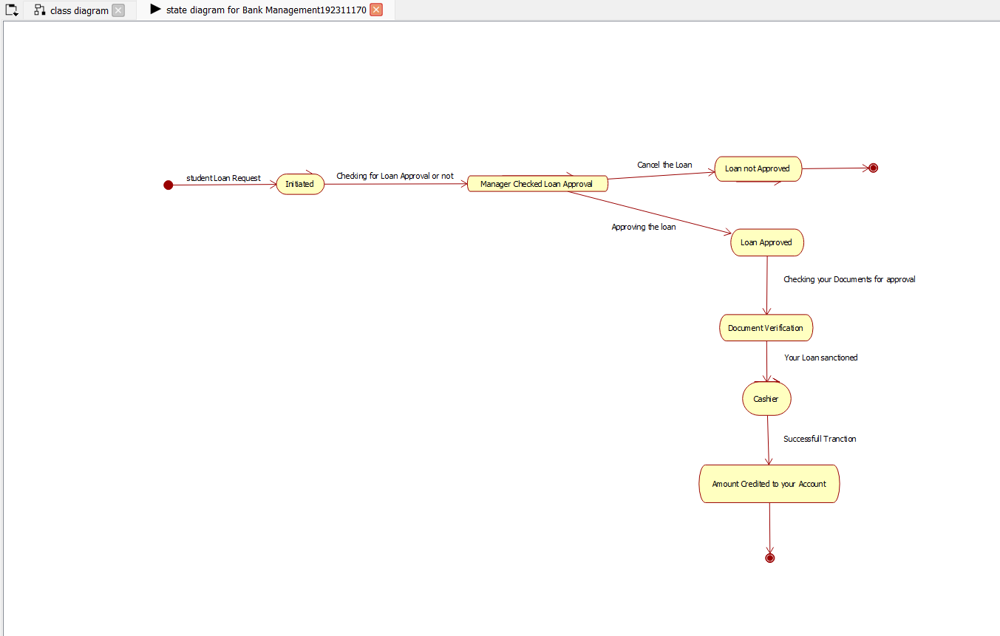 class diagram
state diagram for Bank Management192311170
student Loan Request
Initiated
Checking for Loan Approval or not
Manager Checked Loan Approval
Cancel the Loan
Loan not Approved
Approving the loan
Loan Approved
Checking your Documents for approval
Document Verification
Your Loan sanctioned
Cashier
Successfull Tranction
Amount Credited to your Account